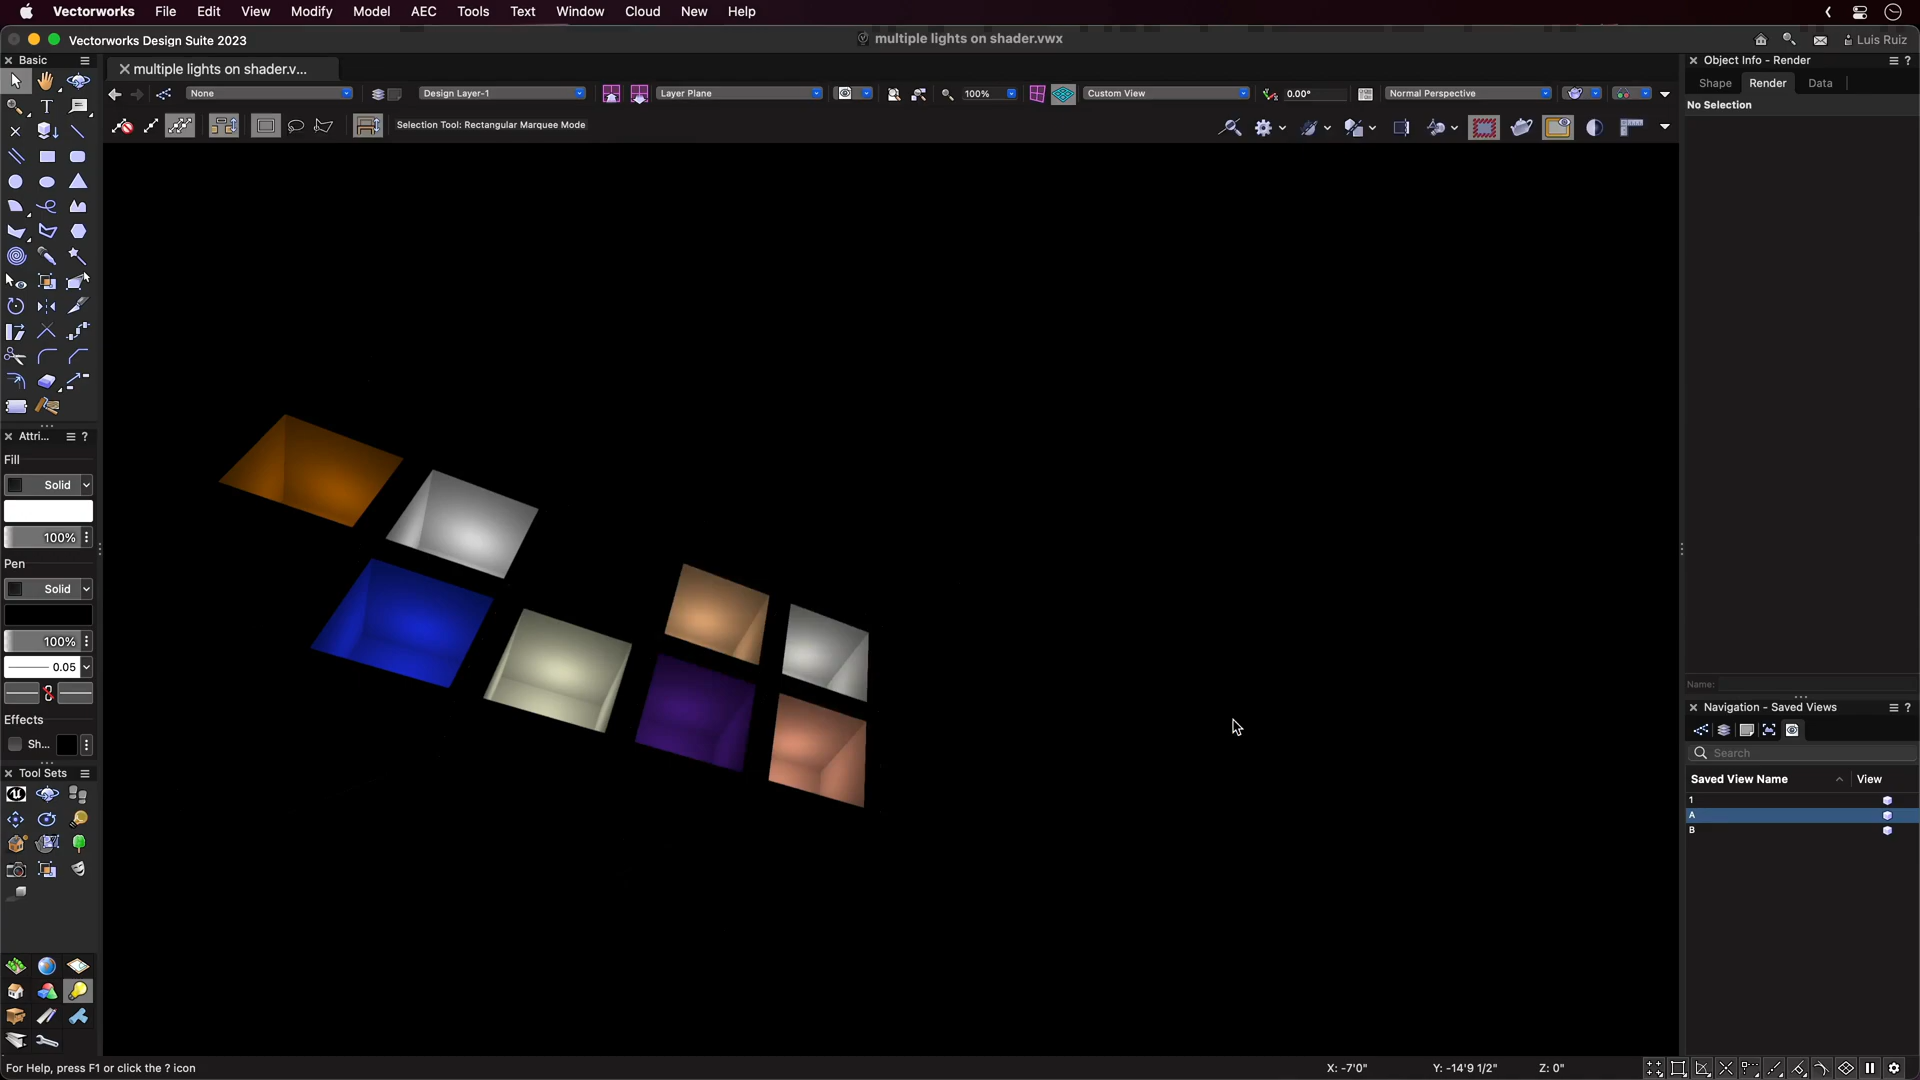 Vectorworks File Edit View Modify Model AEC Tools Text Window Cloud New Help
Vectorworks Design Suite 2023
multiple lights on shader.vwx
Luis Ruiz
Basic
multiple lights on shader.v...
Object Info - Render
?
Shape Render Data
None
Design Layer-1
Layer Plane
100%
Custom View
0.00°
Normal Perspective
No Selection
Selection Tool: Rectangular Marquee Mode
Attri... ?
Fill
Solid
100%
Pen
Solid
100%
0.05
Effects
Sh...
Tool Sets
Name:
Navigation - Saved Views ?
Search
Saved View Name View
1
A
B
For Help, press F1 or click the ? icon
X: -7'0" Y: -14'9 1/2" Z: 0"